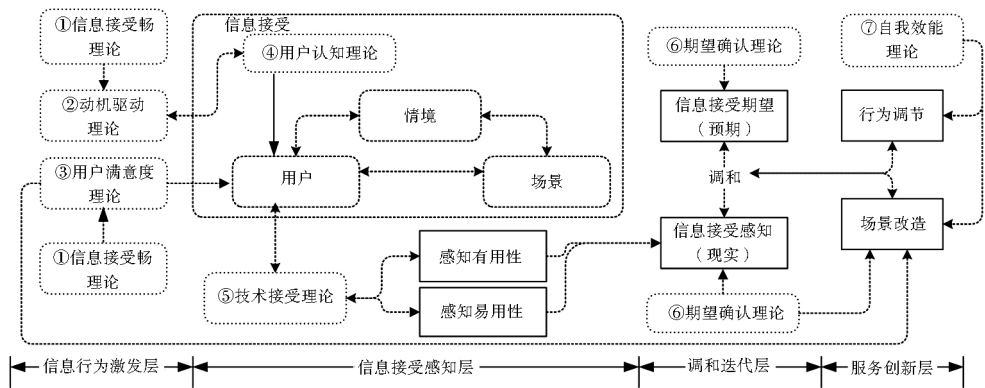 ①信息接受畅
理论
②动机驱动
理论
③用户满意度
理论
①信息接受畅
理论
信息接受
④用户认知理论
情境
用户
场景
⑤技术接受理论
感知有用性
感知易用性
⑥期望确认理论
信息接受期望
(预期)
调和
信息接受感知
(现实)
⑥期望确认理论
⑦自我效能
理论
行为调节
场景改造
信息行为激发层
信息接受感知层
调和迭代层
服务创新层